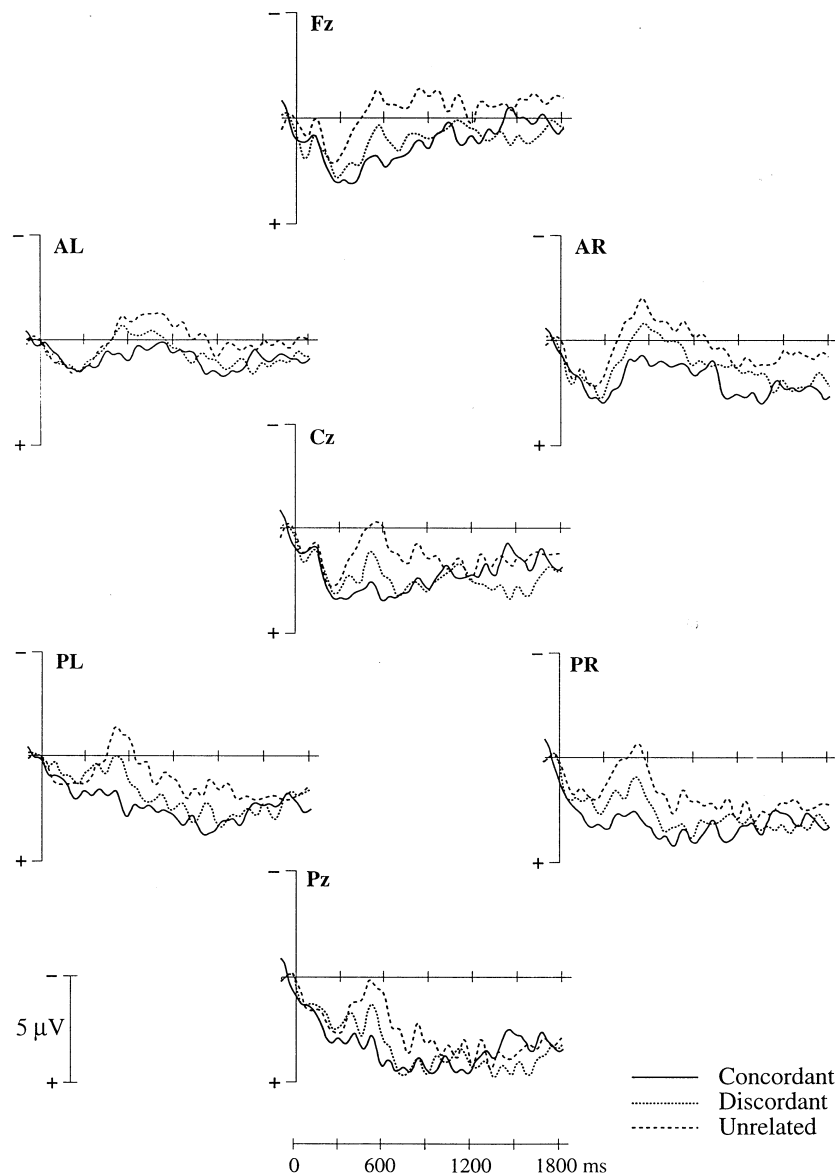 −
Fz
+
−
AL
+
−
AR
+
−
Cz
+
−
PL
+
−
PR
+
−
Pz
+
−
5 µV
+
Concordant
Discordant
Unrelated
0 600 1200 1800 ms